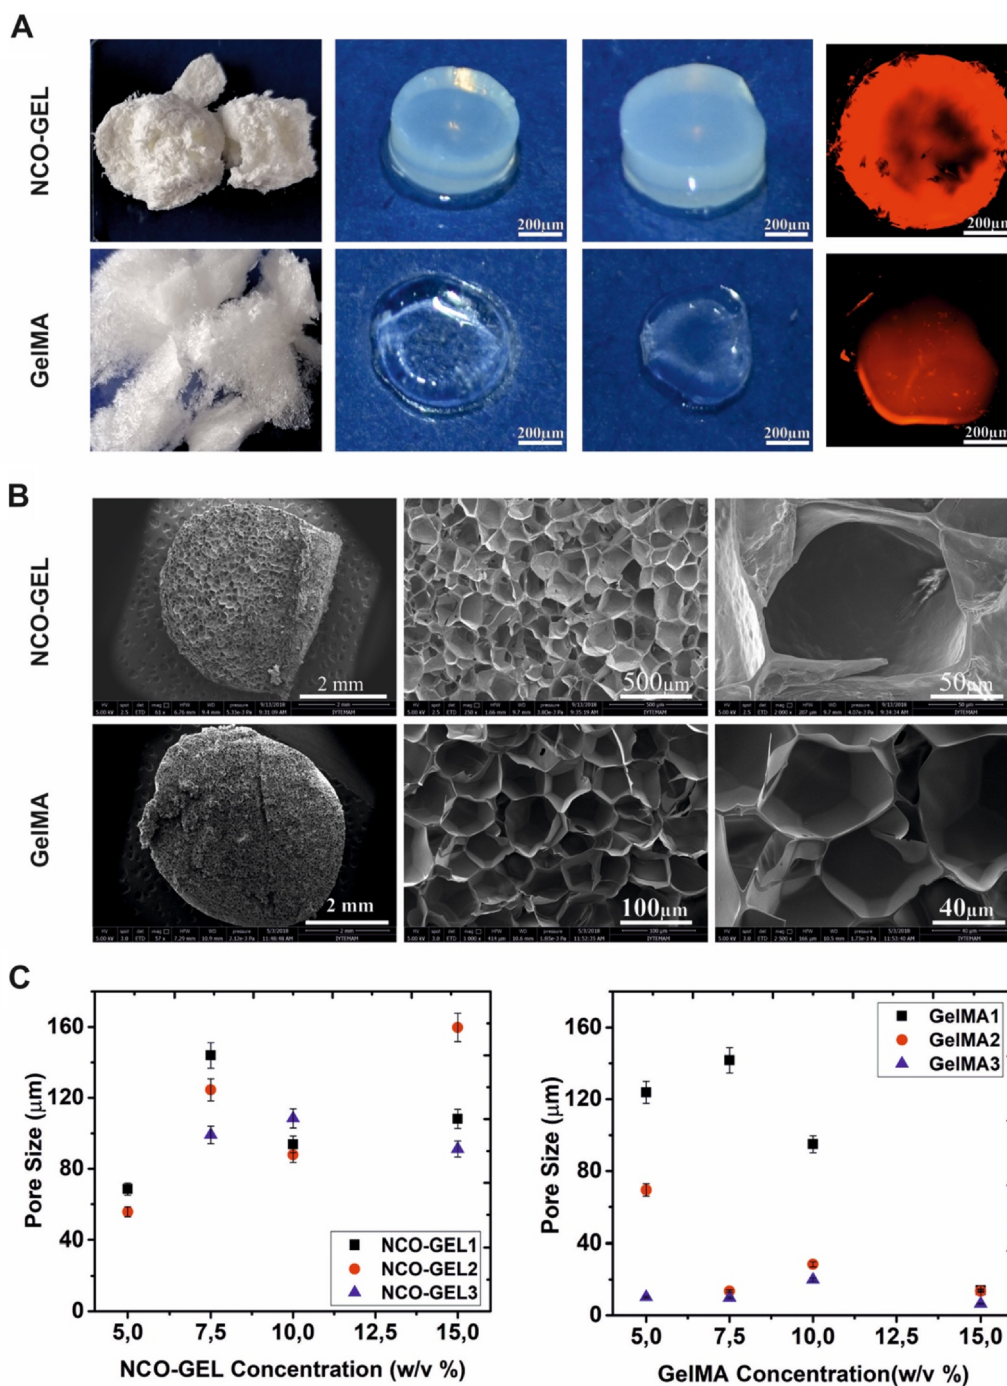 A
NCO-GEL
200µm
200µm
200µm
GelMA
200µm
200µm
200µm
B
NCO-GEL
2 mm
500µm
50µm
GelMA
2 mm
100µm
40µm
C
Pore Size (µm)
160
120
80
40
0
5,0 7,5 10,0 12,5 15,0
NCO-GEL Concentration (w/v %)
NCO-GEL1
NCO-GEL2
NCO-GEL3
Pore Size (µm)
160
120
80
40
0
5,0 7,5 10,0 12,5 15,0
GelMA Concentration(w/v %)
GelMA1
GelMA2
GelMA3